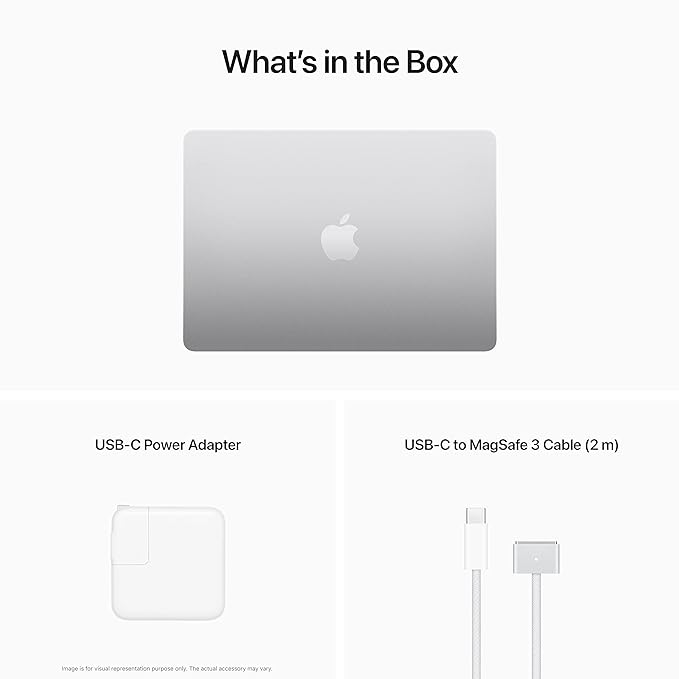 What's in the Box
USB-C Power Adapter
USB-C to MagSafe 3 Cable (2 m)
Image is for visual representation purpose only. The actual accessory may vary.